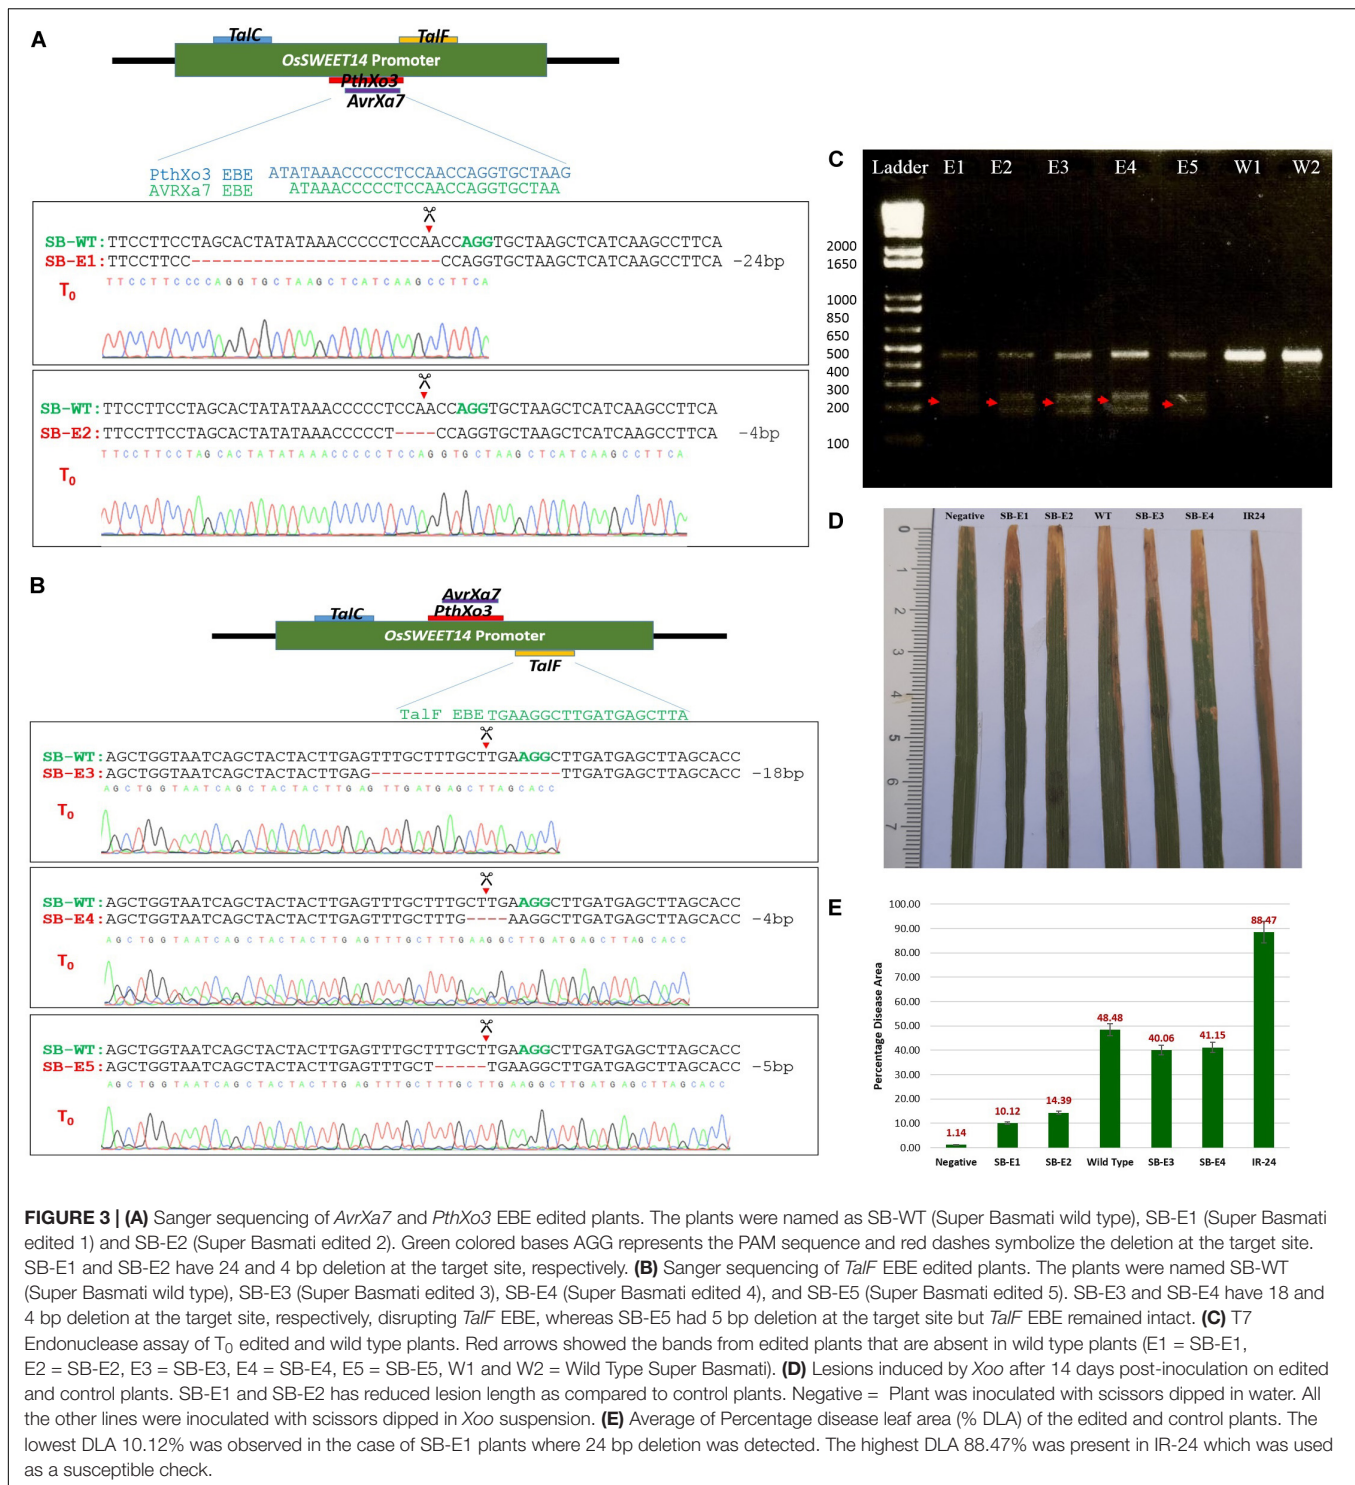 A
TalC
TalF
OsSWEET14 Promoter
PthXo3
AvrXa7
PthXo3 EBE ATATAAACCCCCTCCAACCAGGTGCTAAG
AVRXa7 EBE ATAAACCCCCTCCAACCAGGTGCTAA
SB-WT: TTCCTTCCTAGCACTATATAAACCCCCTCCAACCAGGTGCTAAGCTCATCAAGCCTTCA
SB-E1: TTCCTTCC------------------------CCAGGTGCTAAGCTCATCAAGCCTTCA -24bp
TTCCTTCCCCAGGTGCTAAGCTCATCAAGCCTTCA
T0
SB-WT: TTCCTTCCTAGCACTATATAAACCCCCTCCAACCAGGTGCTAAGCTCATCAAGCCTTCA
SB-E2: TTCCTTCCTAGCACTATATAAACCCCCT----CCAGGTGCTAAGCTCATCAAGCCTTCA -4bp
TTCCTTCCTAGCACTATATAAACCCCCTCCAGGTGCTAAGCTCATCAAGCCTTCA
T0
B
AvrXa7
TalC
PthXo3
OsSWEET14 Promoter
TalF
TalF EBE TGAAGGCTTGATGAGCTTA
SB-WT: AGCTGGTAATCAGCTACTACTTGAGTTTGCTTTGCTTGAAGGCTTGATGAGCTTAGCACC
SB-E3: AGCTGGTAATCAGCTACTACTTGAG------------------TTGATGAGCTTAGCACC -18bp
AGCTGGTAATCAGCTACTACTTGAGTTGATGAGCTTAGCACC
T0
SB-WT: AGCTGGTAATCAGCTACTACTTGAGTTTGCTTTGCTTGAAGGCTTGATGAGCTTAGCACC
SB-E4: AGCTGGTAATCAGCTACTACTTGAGTTTGCTTTG----AAGGCTTGATGAGCTTAGCACC -4bp
AGCTGGTAATCAGCTACTACTTGAGTTTGCTTTGAAGGCTTGATGAGCTTAGCACC
T0
SB-WT: AGCTGGTAATCAGCTACTACTTGAGTTTGCTTTGCTTGAAGGCTTGATGAGCTTAGCACC
SB-E5: AGCTGGTAATCAGCTACTACTTGAGTTTGCT-----TGAAGGCTTGATGAGCTTAGCACC -5bp
AGCTGGTAATCAGCTACTACTTGAGTTTGCTTTGCTTGAAGGCTTGATGAGCTTAGCACC
T0
C
Ladder E1 E2 E3 E4 E5 W1 W2
2000
1650
1000
850
650
500
400
300
200
100
D
Negative SB-E1 SB-E2 WT SB-E3 SB-E4 IR24
0
1
2
3
4
5
6
7
E
Percentage Disease Area
100.00
90.00
80.00
70.00
60.00
50.00
40.00
30.00
20.00
10.00
0.00
1.14
10.12
14.39
48.48
40.06
41.15
88.47
Negative SB-E1 SB-E2 Wild Type SB-E3 SB-E4 IR-24
FIGURE 3 | (A) Sanger sequencing of AvrXa7 and PthXo3 EBE edited plants. The plants were named as SB-WT (Super Basmati wild type), SB-E1 (Super Basmati
edited 1) and SB-E2 (Super Basmati edited 2). Green colored bases AGG represents the PAM sequence and red dashes symbolize the deletion at the target site.
SB-E1 and SB-E2 have 24 and 4 bp deletion at the target site, respectively. (B) Sanger sequencing of TalF EBE edited plants. The plants were named SB-WT
(Super Basmati wild type), SB-E3 (Super Basmati edited 3), SB-E4 (Super Basmati edited 4), and SB-E5 (Super Basmati edited 5). SB-E3 and SB-E4 have 18 and
4 bp deletion at the target site, respectively, disrupting TalF EBE, whereas SB-E5 had 5 bp deletion at the target site but TalF EBE remained intact. (C) T7
Endonuclease assay of T0 edited and wild type plants. Red arrows showed the bands from edited plants that are absent in wild type plants (E1 = SB-E1,
E2 = SB-E2, E3 = SB-E3, E4 = SB-E4, E5 = SB-E5, W1 and W2 = Wild Type Super Basmati). (D) Lesions induced by Xoo after 14 days post-inoculation on edited
and control plants. SB-E1 and SB-E2 has reduced lesion length as compared to control plants. Negative = Plant was inoculated with scissors dipped in water. All
the other lines were inoculated with scissors dipped in Xoo suspension. (E) Average of Percentage disease leaf area (% DLA) of the edited and control plants. The
lowest DLA 10.12% was observed in the case of SB-E1 plants where 24 bp deletion was detected. The highest DLA 88.47% was present in IR-24 which was used
as a susceptible check.